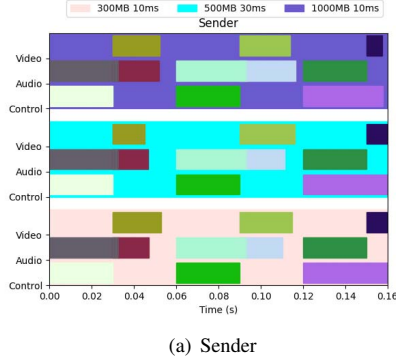 300MB 10ms 500MB 30ms 1000MB 10ms
Sender
Video
Audio
Control
Video
Audio
Control
Video
Audio
Control
0.00 0.02 0.04 0.06 0.08 0.10 0.12 0.14 0.16
Time (s)
(a) Sender